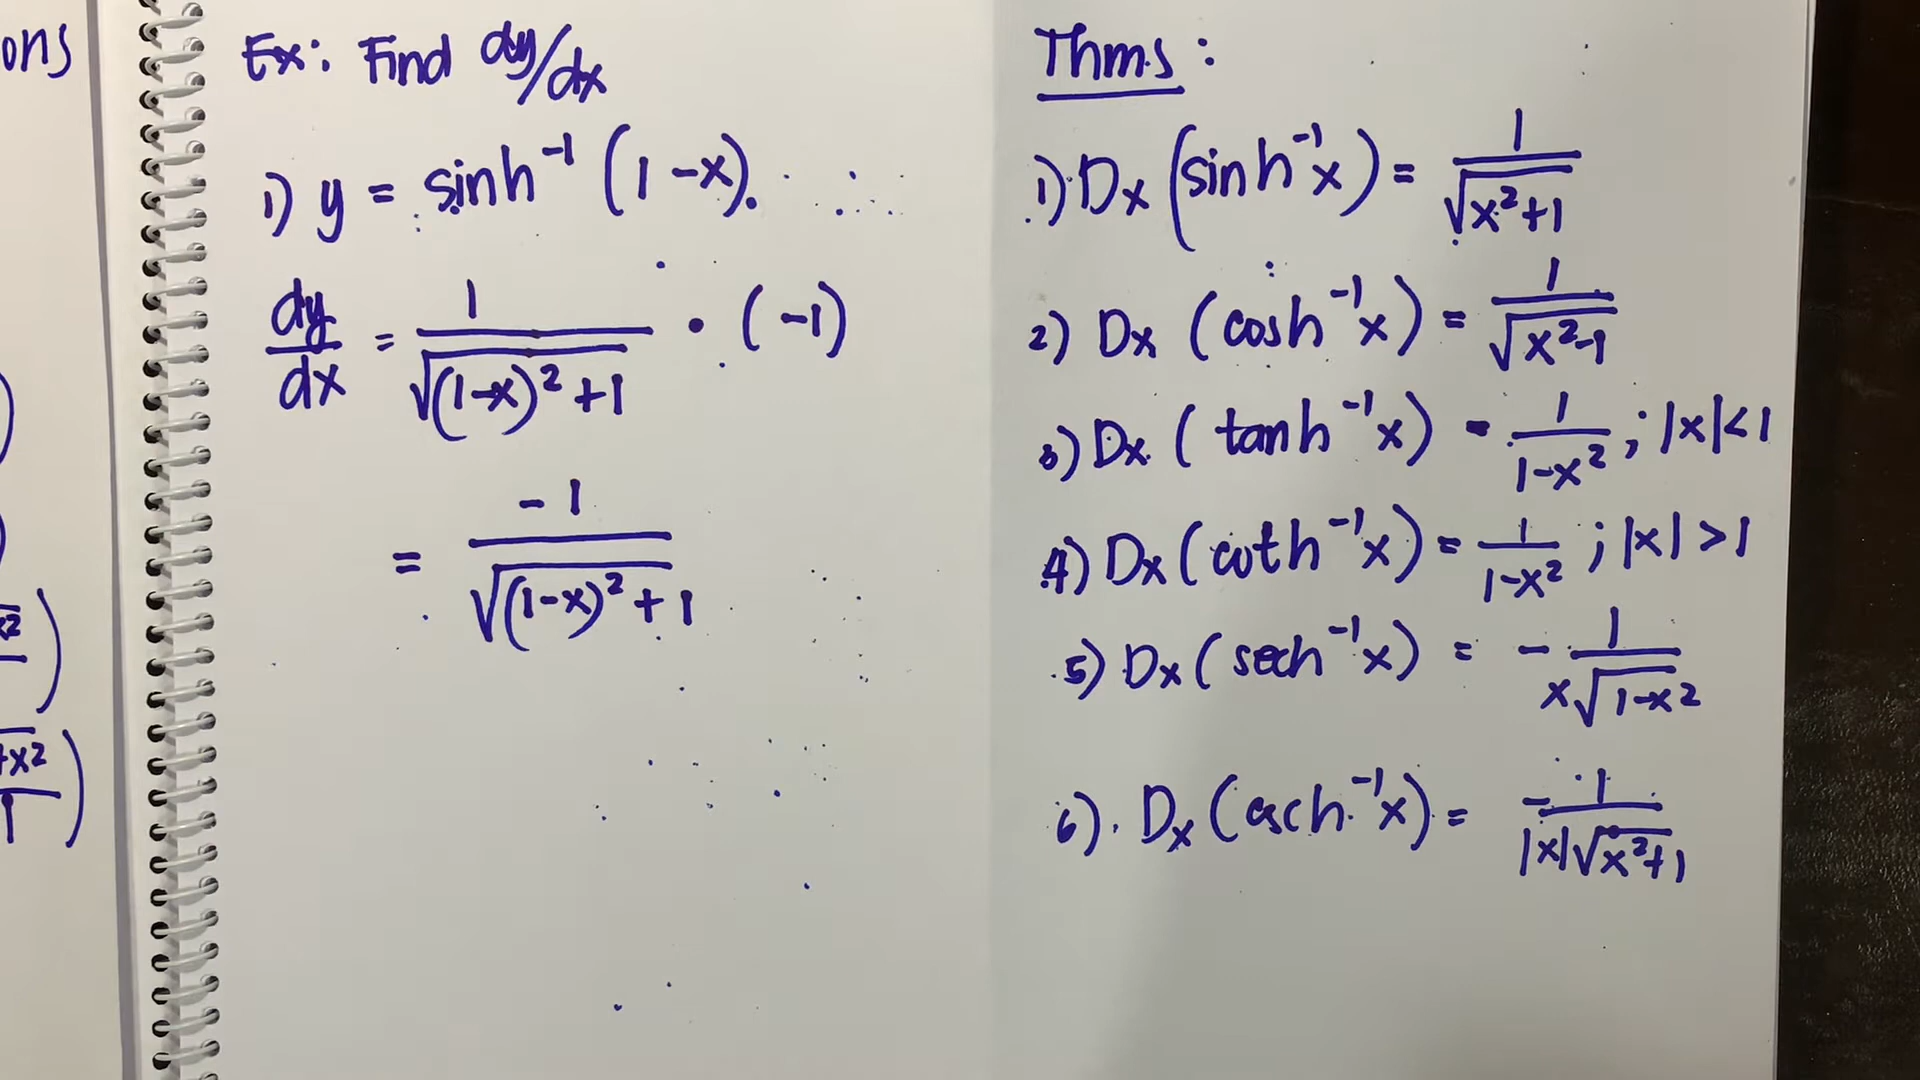 ons
x2
+x2
1
Ex: Find dy/dx
1) y = sinh⁻¹ (1-x).
dy/dx = 1/√((1-x)² +1) • (-1)
= -1/√((1-x)² + 1)
Thms :
1) Dx (sinh⁻¹x) = 1/√(x²+1)
2) Dx (cosh⁻¹x) = 1/√(x²-1)
3) Dx (tanh⁻¹x) = 1/(1-x²) ; |x|<1
4) Dx (coth⁻¹x) = 1/(1-x²) ; |x| > 1
5) Dx (sech⁻¹x) = - 1/(x√(1-x²))
6). Dx (csch⁻¹x) = -1/(|x|√(x²+1))